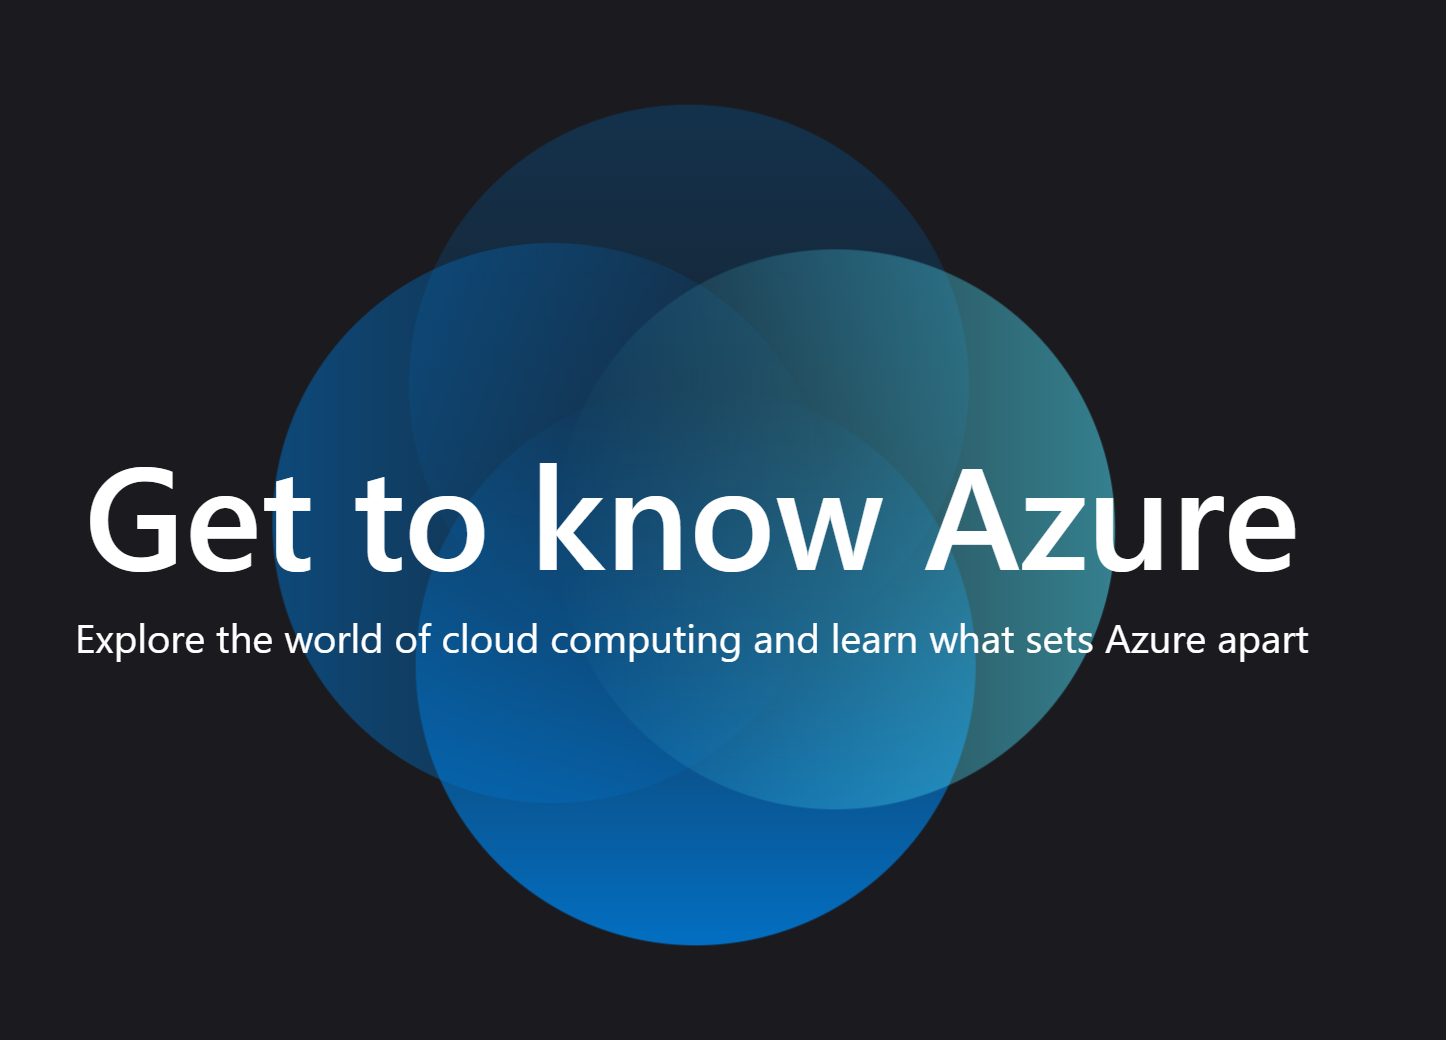 Get to know Azure
Explore the world of cloud computing and learn what sets Azure apart